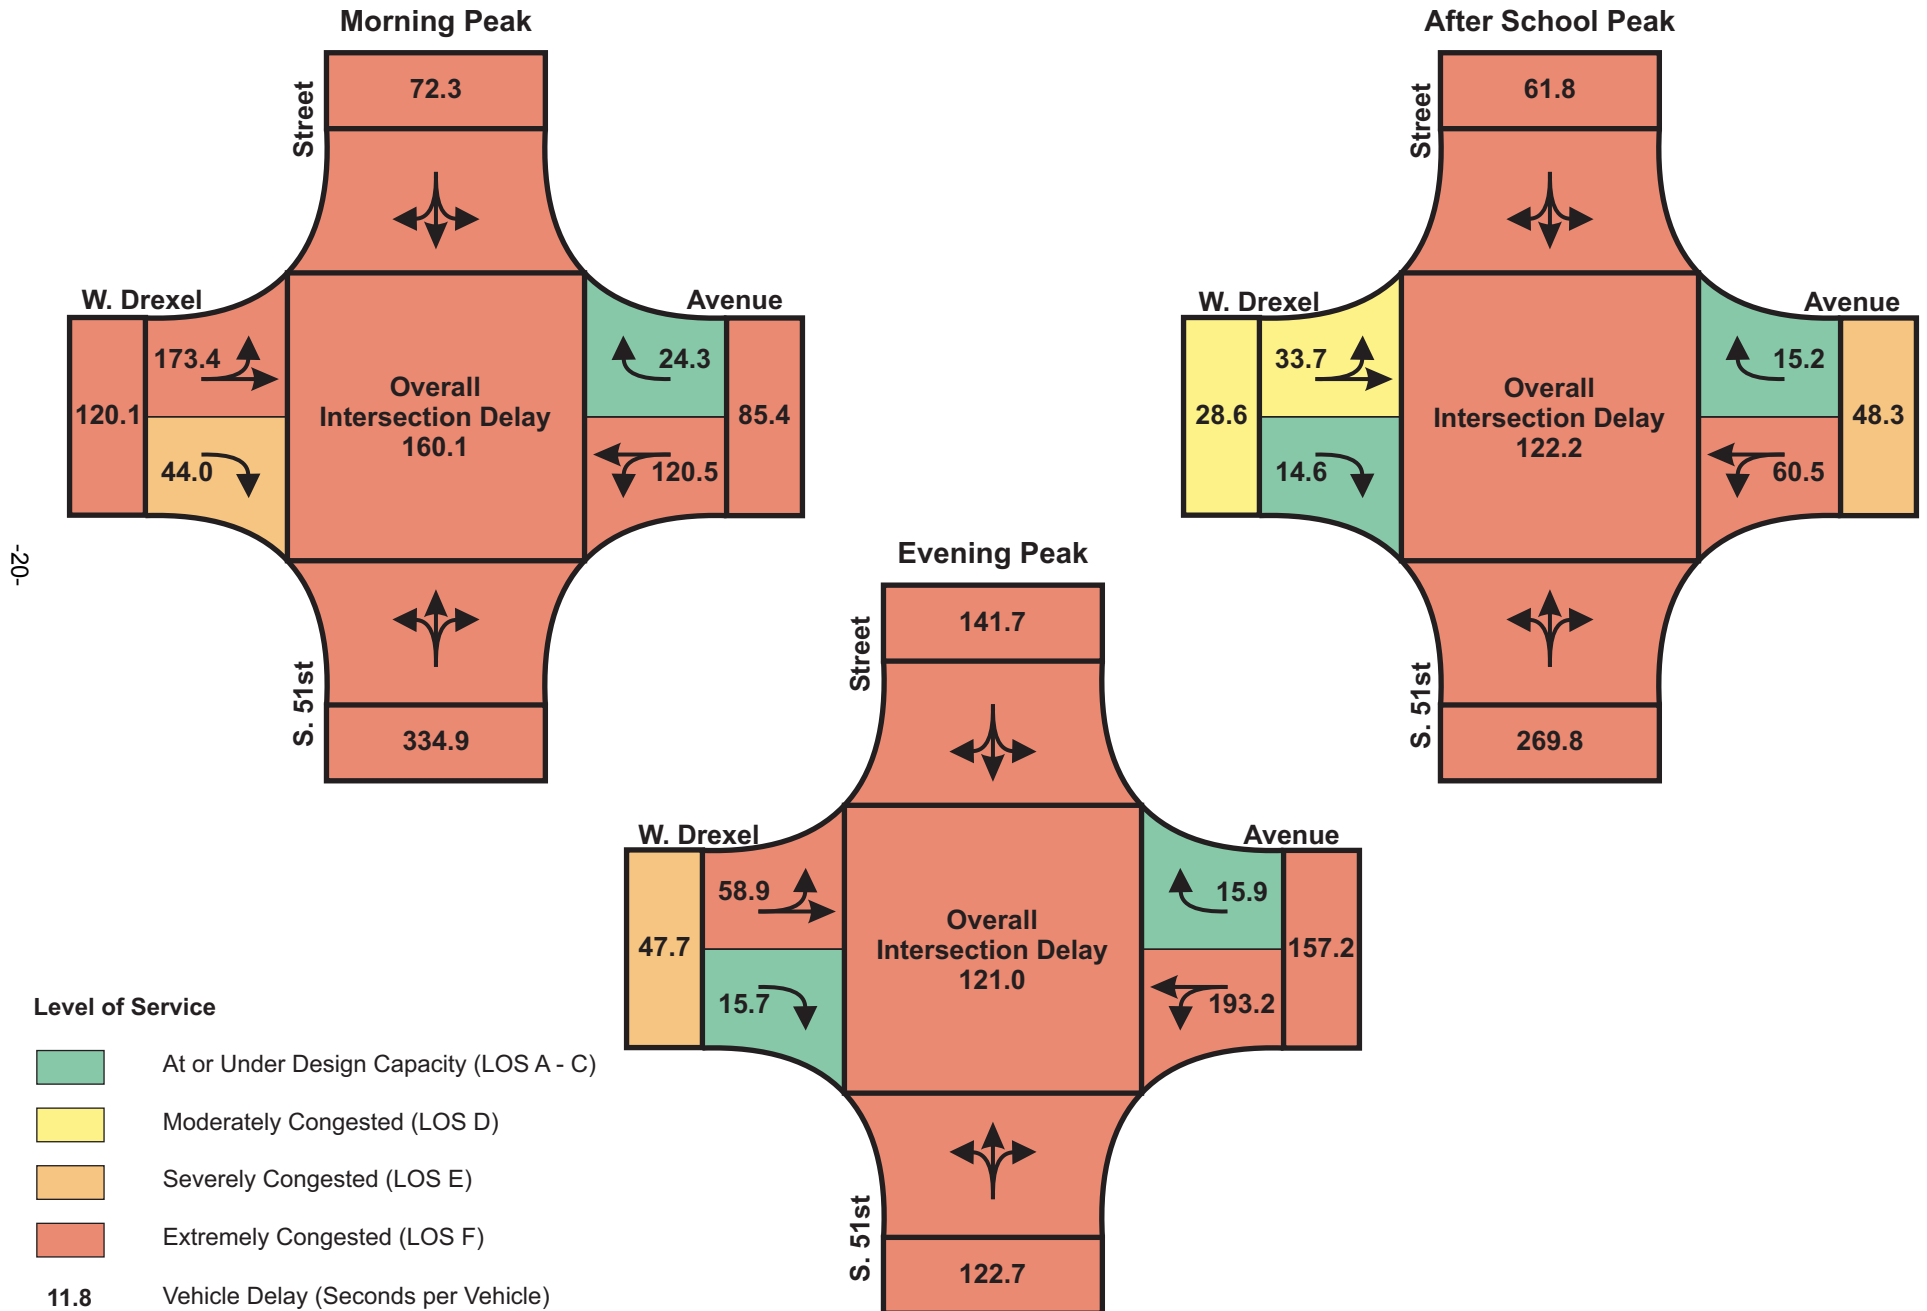 Morning Peak
Street
72.3
W. Drexel
Avenue
173.4
24.3
120.1
Overall
Intersection Delay
160.1
85.4
44.0
120.5
S. 51st
334.9
After School Peak
Street
61.8
W. Drexel
Avenue
33.7
15.2
28.6
Overall
Intersection Delay
122.2
48.3
14.6
60.5
S. 51st
269.8
-20-
Evening Peak
Street
141.7
W. Drexel
Avenue
58.9
15.9
47.7
Overall
Intersection Delay
121.0
157.2
15.7
193.2
S. 51st
122.7
Level of Service
At or Under Design Capacity (LOS A - C)
Moderately Congested (LOS D)
Severely Congested (LOS E)
Extremely Congested (LOS F)
11.8 Vehicle Delay (Seconds per Vehicle)